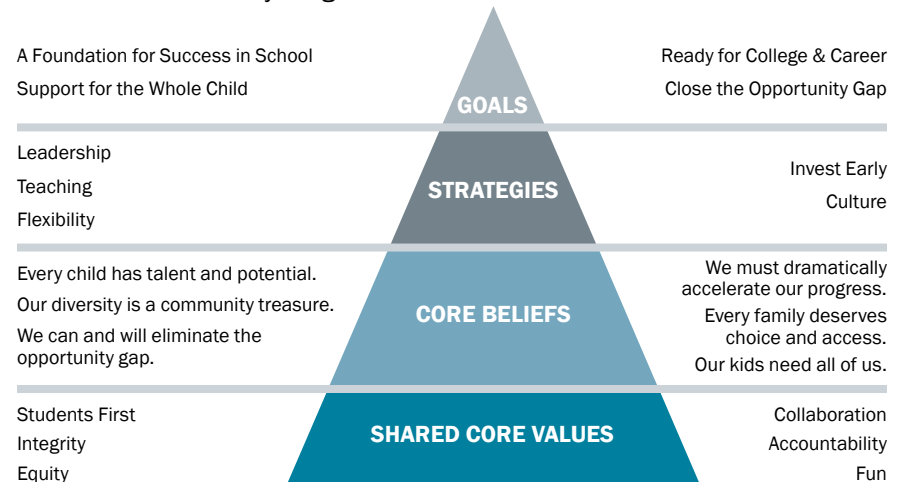 A Foundation for Success in School
Support for the Whole Child
GOALS
Ready for College & Career
Close the Opportunity Gap
Leadership
Teaching
Flexibility
STRATEGIES
Invest Early
Culture
Every child has talent and potential.
Our diversity is a community treasure.
We can and will eliminate the
opportunity gap.
CORE BELIEFS
We must dramatically
accelerate our progress.
Every family deserves
choice and access.
Our kids need all of us.
Students First
Integrity
Equity
SHARED CORE VALUES
Collaboration
Accountability
Fun